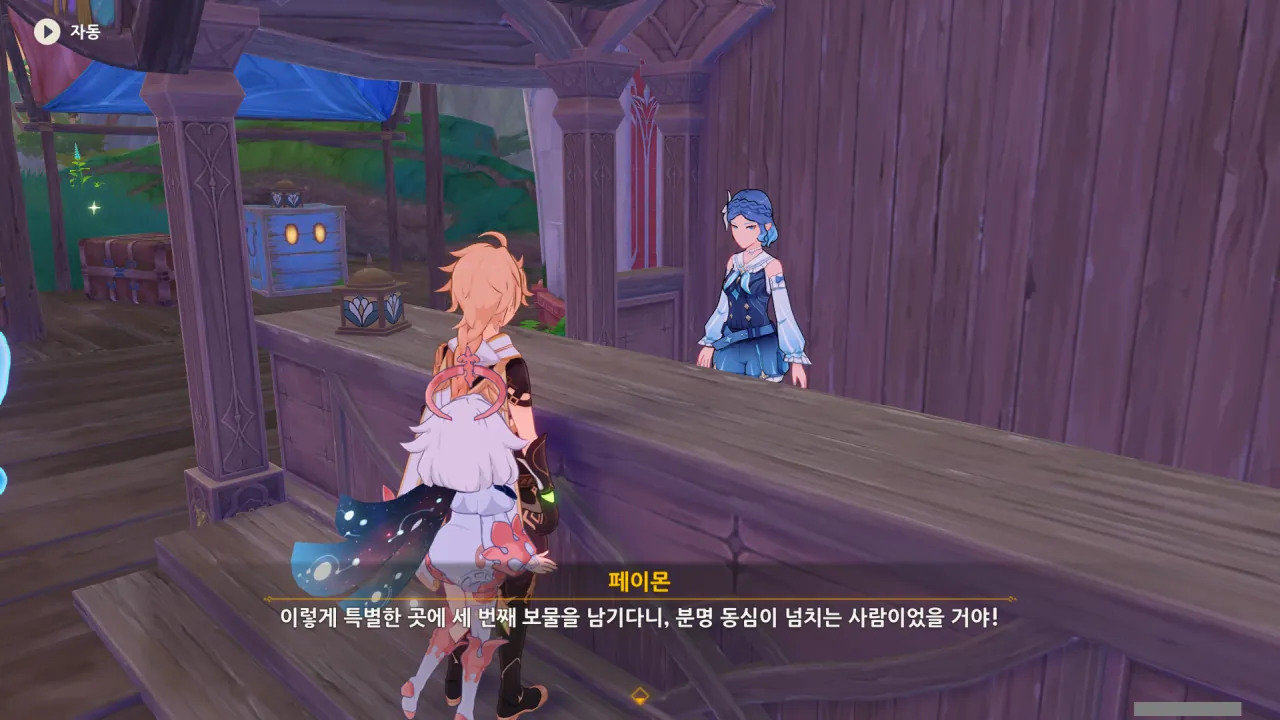 자동
페이몬
이렇게 특별한 곳에 세 번째 보물을 남기다니, 분명 동심이 넘치는 사람이었을 거야!